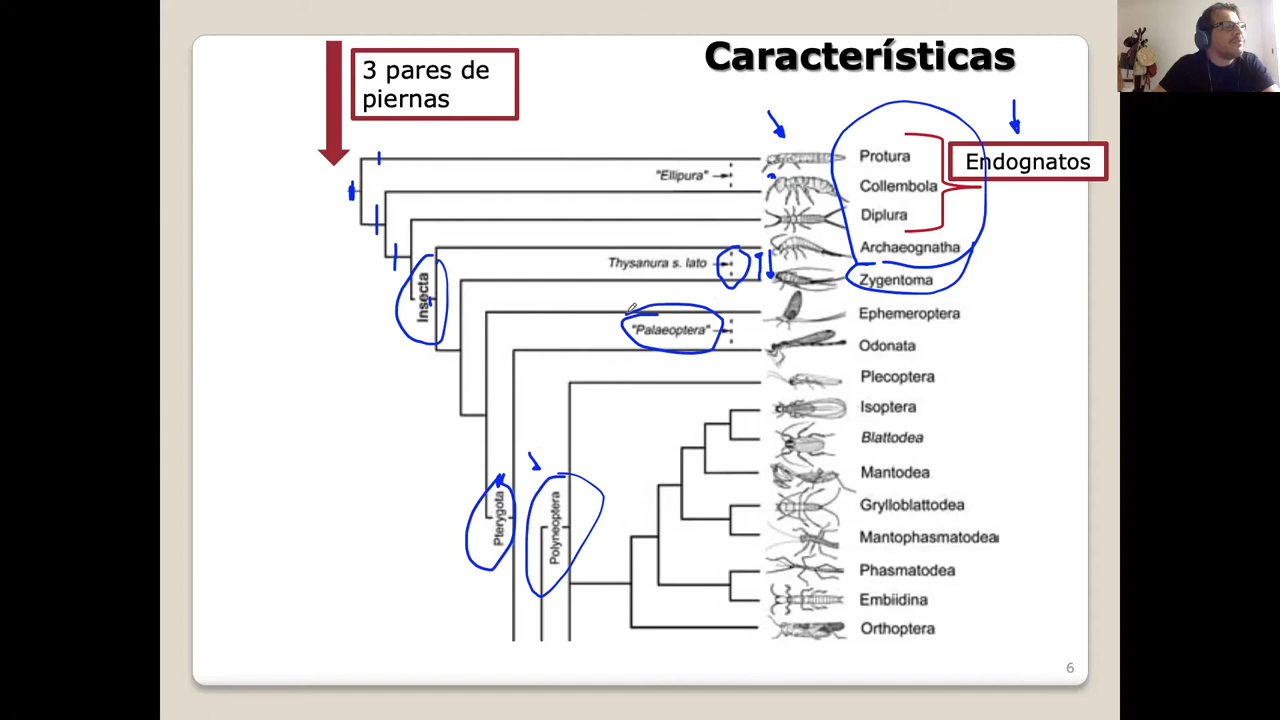 Características
3 pares de
piernas
Endognatos
"Ellipura"
Thysanura s. lato
"Palaeoptera"
Insecta
Pterygota
Polyneoptera
Protura
Collembola
Diplura
Archaeognatha
Zygentoma
Ephemeroptera
Odonata
Plecoptera
Isoptera
Blattodea
Mantodea
Grylloblattodea
Mantophasmatodea
Phasmatodea
Embiidina
Orthoptera
6